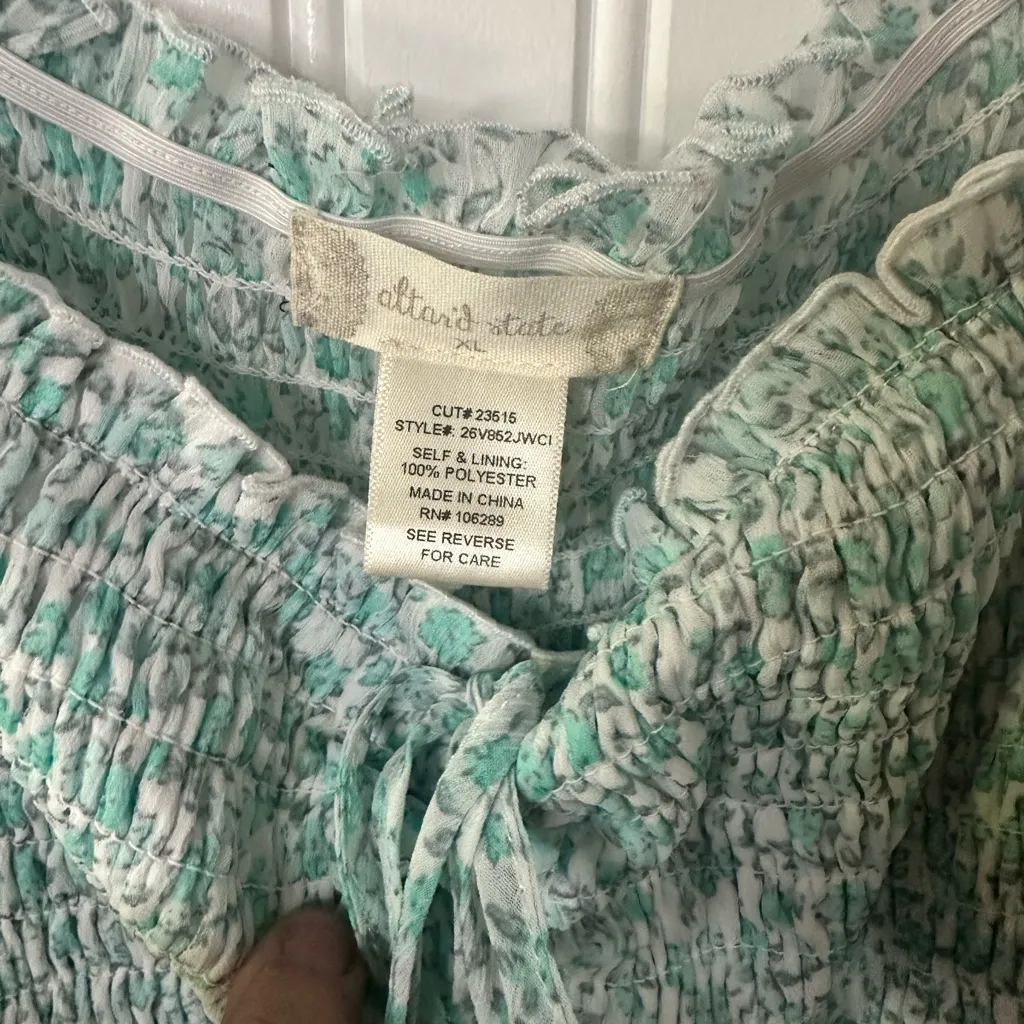 altar'd state
XL
CUT# 23515
STYLE#: 26V852JWCI
SELF & LINING:
100% POLYESTER
MADE IN CHINA
RN# 106289
SEE REVERSE
FOR CARE